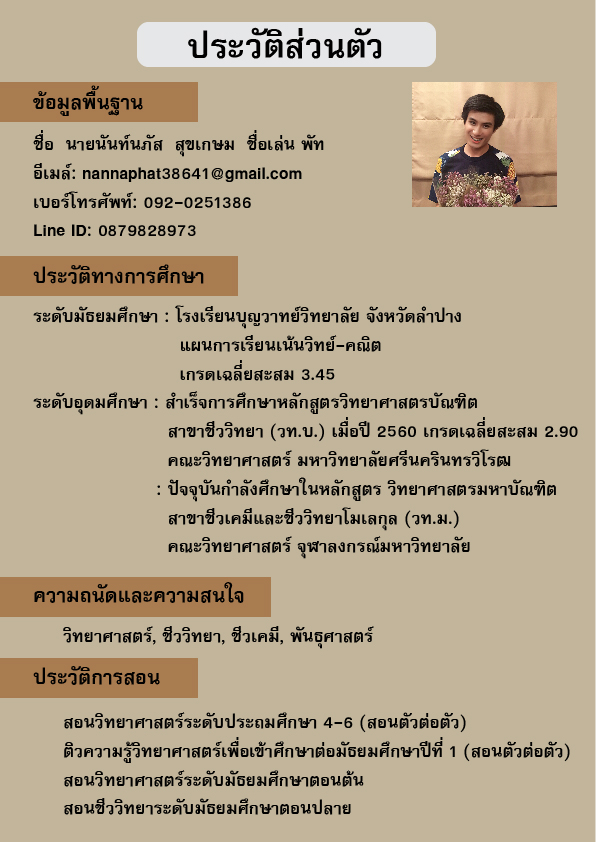 ประวัติส่วนตัว
ข้อมูลพื้นฐาน
ชื่อ นายนันท์นภัส สุขเกษม ชื่อเล่น พัท
อีเมล์: nannaphat38641@gmail.com
เบอร์โทรศัพท์: 092-0251386
Line ID: 0879828973
ประวัติทางการศึกษา
ระดับมัธยมศึกษา : โรงเรียนบุญวาทย์วิทยาลัย จังหวัดลำปาง
แผนการเรียนเน้นวิทย์-คณิต
เกรดเฉลี่ยสะสม 3.45
ระดับอุดมศึกษา : สำเร็จการศึกษาหลักสูตรวิทยาศาสตรบัณฑิต
สาขาชีววิทยา (วท.บ.) เมื่อปี 2560 เกรดเฉลี่ยสะสม 2.90
คณะวิทยาศาสตร์ มหาวิทยาลัยศรีนครินทรวิโรฒ
: ปัจจุบันกำลังศึกษาในหลักสูตร วิทยาศาสตรมหาบัณฑิต
สาขาชีวเคมีและชีววิทยาโมเลกุล (วท.ม.)
คณะวิทยาศาสตร์ จุฬาลงกรณ์มหาวิทยาลัย
ความถนัดและความสนใจ
วิทยาศาสตร์, ชีววิทยา, ชีวเคมี, พันธุศาสตร์
ประวัติการสอน
สอนวิทยาศาสตร์ระดับประถมศึกษา 4-6 (สอนตัวต่อตัว)
ติวความรู้วิทยาศาสตร์เพื่อเข้าศึกษาต่อมัธยมศึกษาปีที่ 1 (สอนตัวต่อตัว)
สอนวิทยาศาสตร์ระดับมัธยมศึกษาตอนต้น
สอนชีววิทยาระดับมัธยมศึกษาตอนปลาย